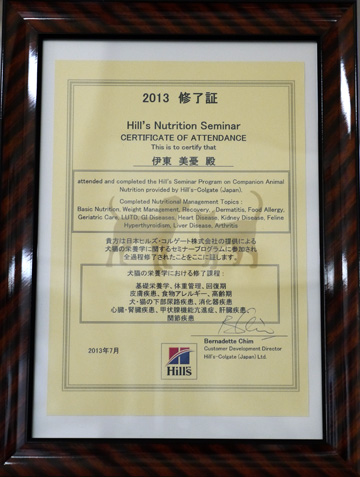 2013 修了証
Hill's Nutrition Seminar
CERTIFICATE OF ATTENDANCE
This is to certify that
伊東 美憂 殿
attended and completed the Hill's Seminar Program on Companion Animal
Nutrition provided by Hill's-Colgate (Japan).
Completed Nutritional Management Topics :
Basic Nutrition, Weight Management, Recovery, , Dermatitis, Food Allergy,
Geriatric Care, LUTD, GI Diseases, Heart Disease, Kidney Disease, Feline
Hyperthyroidism, Liver Disease, Arthritis
貴方は日本ヒルズ・コルゲート株式会社の提供による
犬猫の栄養学に関するセミナープログラムに参加され
全過程修了されたことをここに証します。
犬猫の栄養学における修了課程:
基礎栄養学、体重管理、回復期
皮膚疾患、食物アレルギー、高齢期
犬・猫の下部尿路疾患、消化器疾患
心臓・腎臓疾患、甲状腺機能亢進症、肝臓疾患、
関節疾患
2013年7月
Hill's
Bernadette Chim
Customer Development Director
Hill's-Colgate (Japan) Ltd.